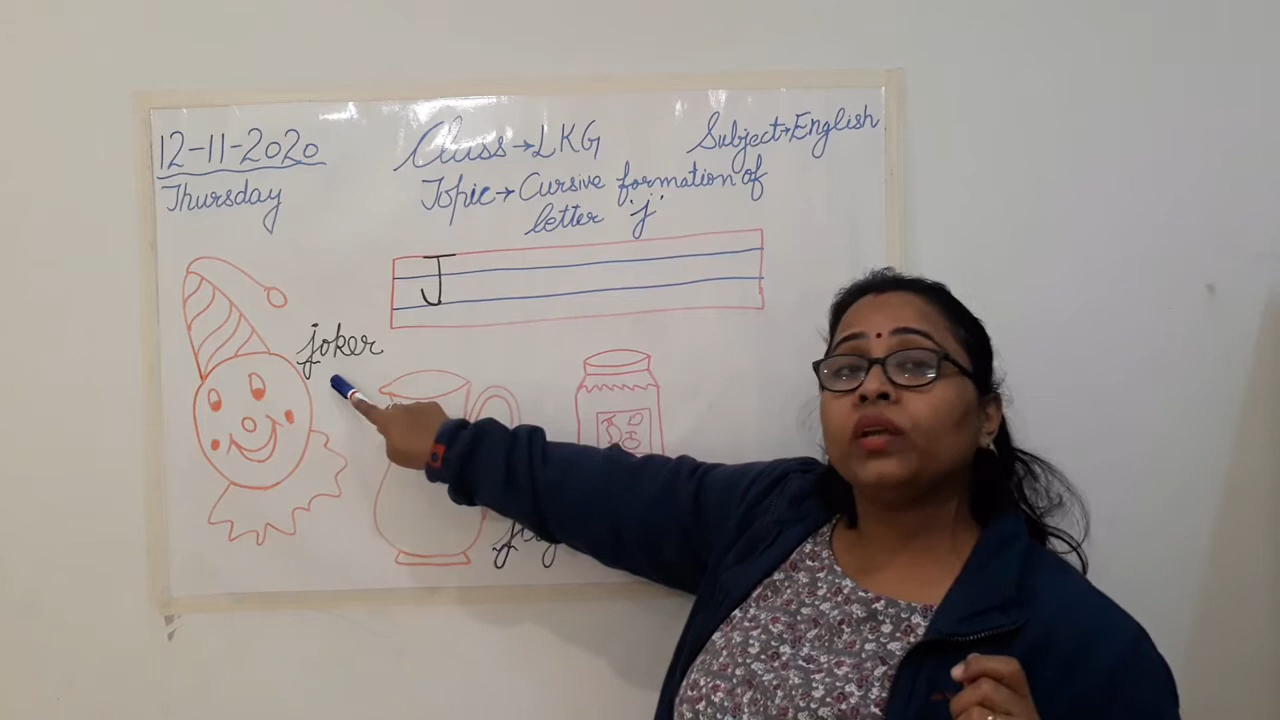 12-11-2020
Thursday
Class→LKG
Subject→English
Topic→Cursive formation of
letter 'j'
J
joker